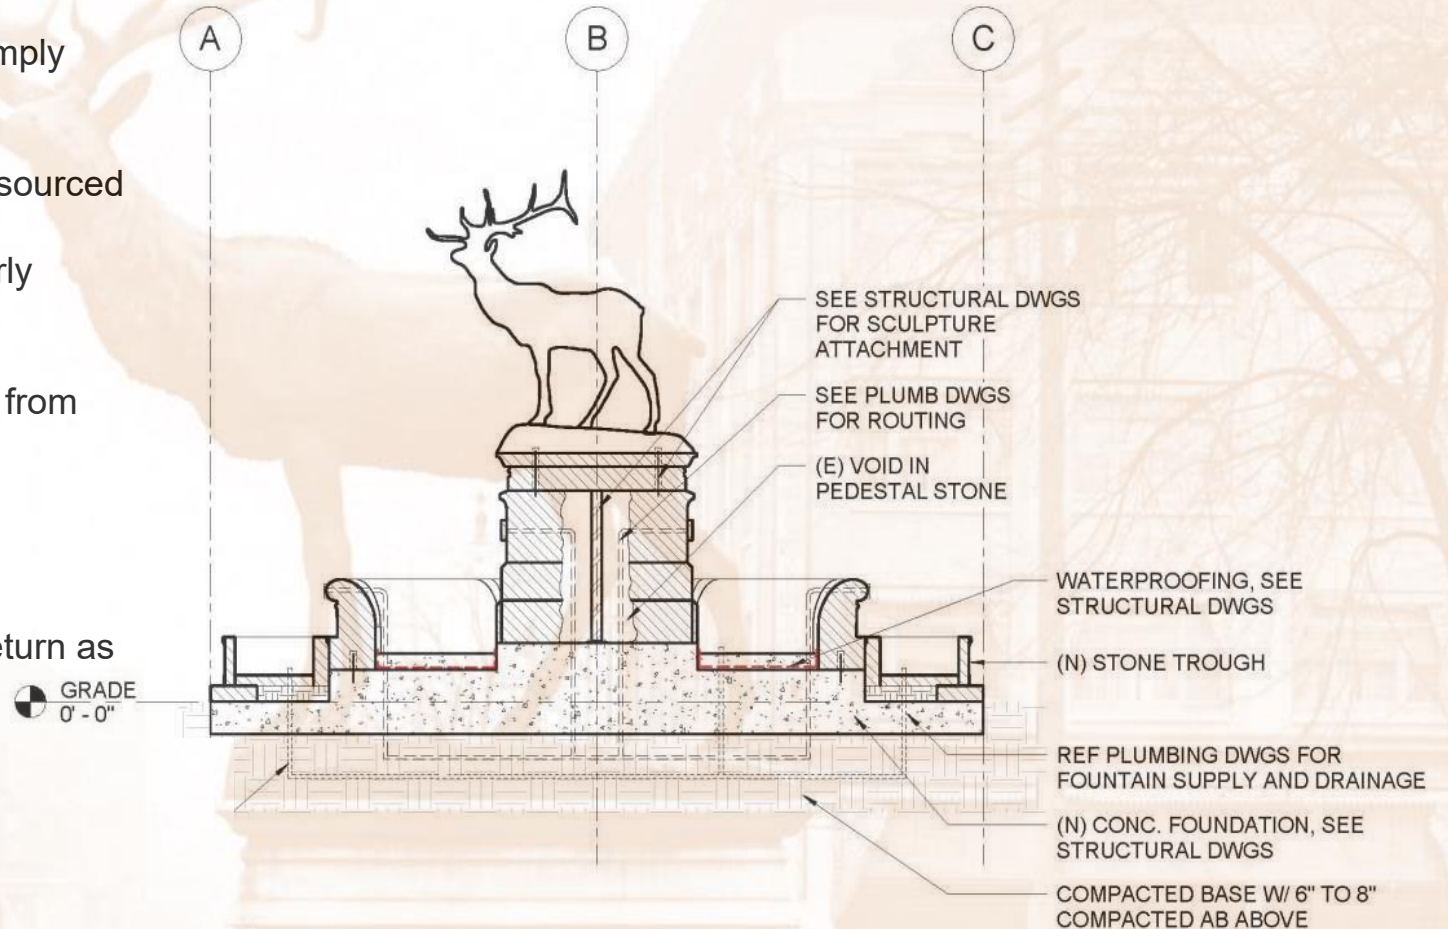 mply
sourced
rly
from
eturn as
A
B
C
SEE STRUCTURAL DWGS
FOR SCULPTURE
ATTACHMENT
SEE PLUMB DWGS
FOR ROUTING
(E) VOID IN
PEDESTAL STONE
WATERPROOFING, SEE
STRUCTURAL DWGS
(N) STONE TROUGH
GRADE
0' - 0"
REF PLUMBING DWGS FOR
FOUNTAIN SUPPLY AND DRAINAGE
(N) CONC. FOUNDATION, SEE
STRUCTURAL DWGS
COMPACTED BASE W/ 6" TO 8"
COMPACTED AB ABOVE